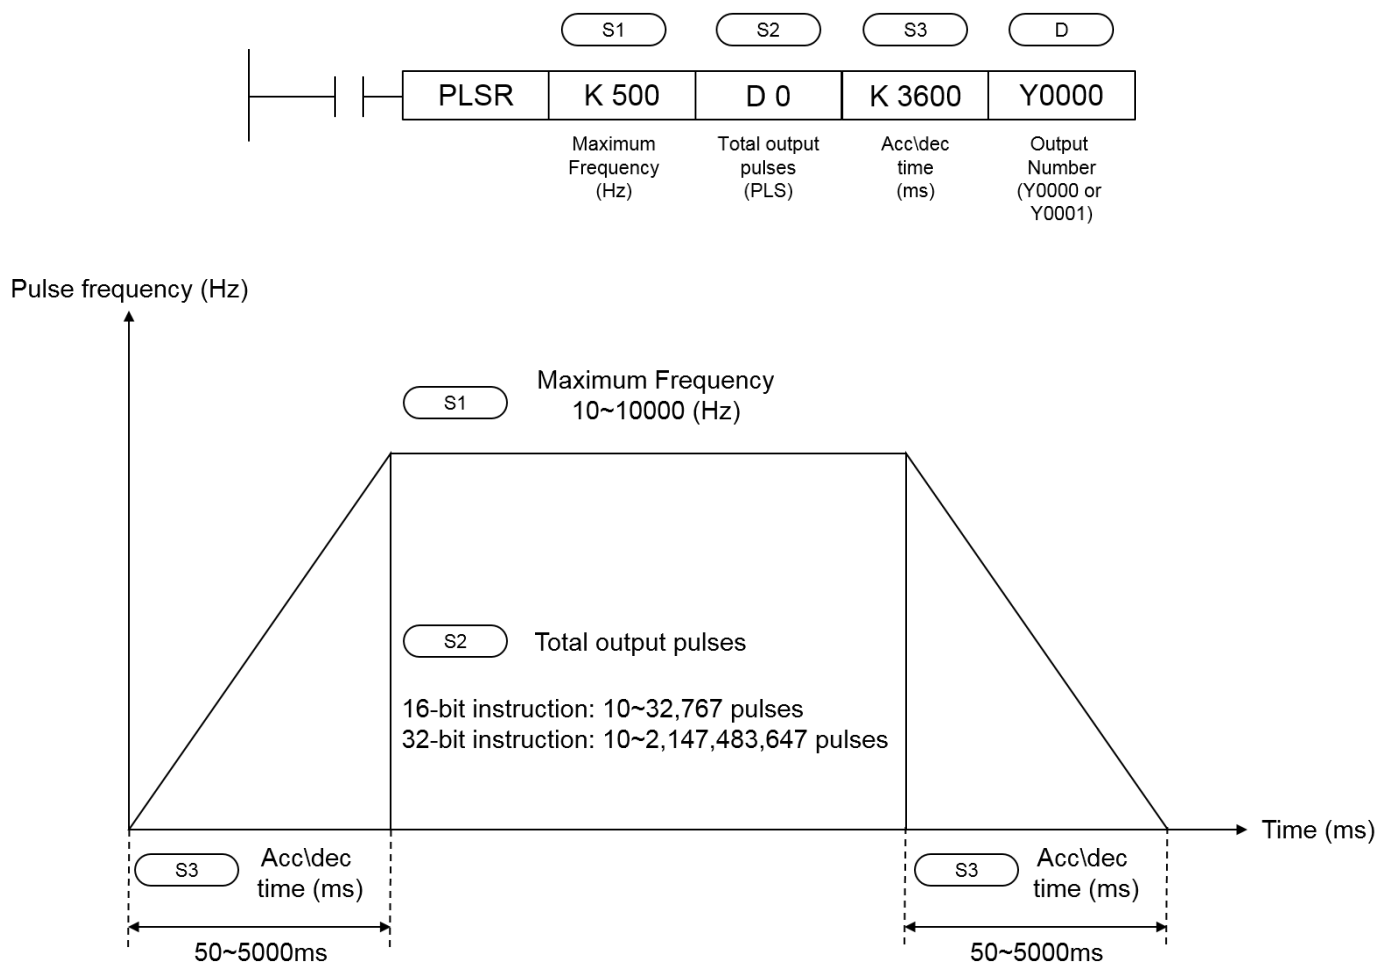 S1
S2
S3
D
PLSR
K 500
D 0
K 3600
Y0000
Maximum
Frequency
(Hz)
Total output
pulses
(PLS)
Acc\dec
time
(ms)
Output
Number
(Y0000 or
Y0001)
Pulse frequency (Hz)
S1
Maximum Frequency
10~10000 (Hz)
S2
Total output pulses
16-bit instruction: 10~32,767 pulses
32-bit instruction: 10~2,147,483,647 pulses
Time (ms)
S3
Acc\dec
time (ms)
50~5000ms
S3
Acc\dec
time (ms)
50~5000ms